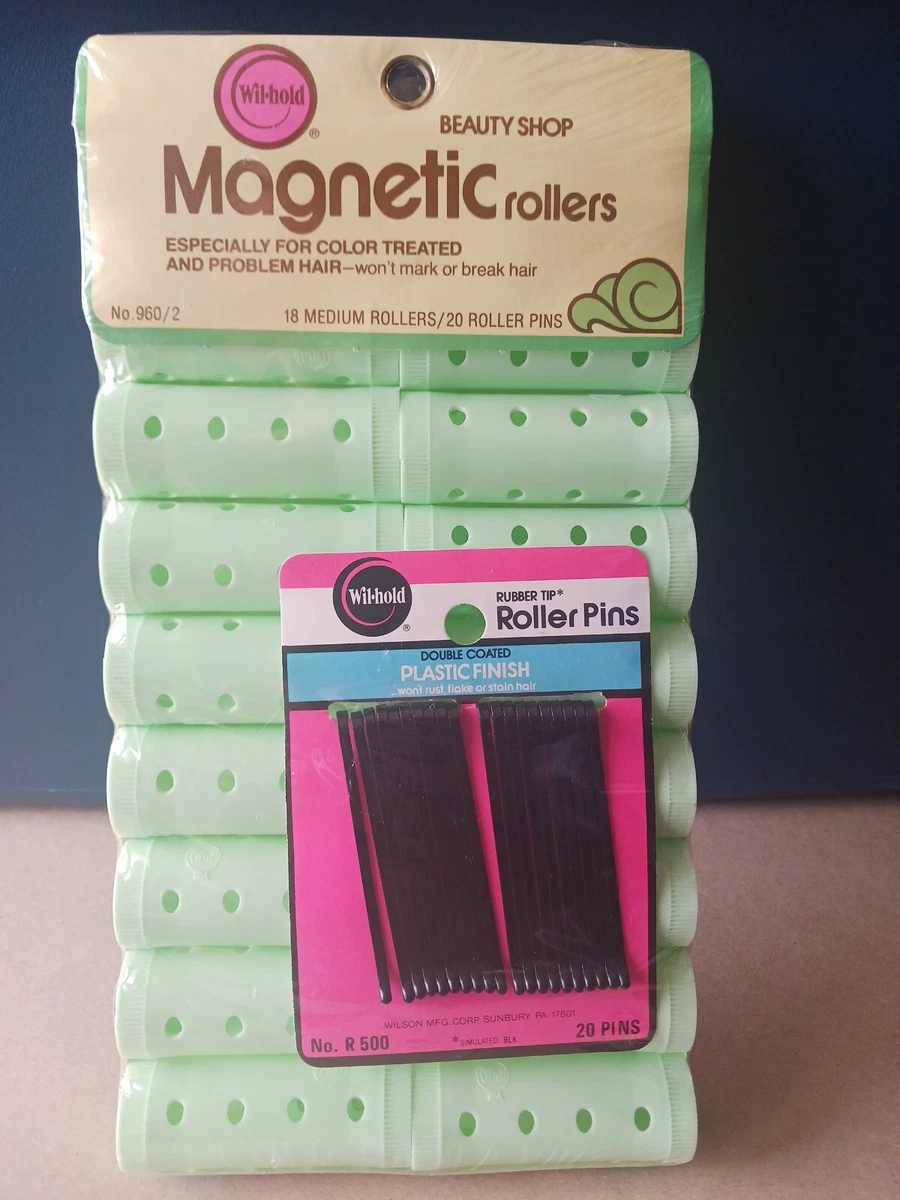 Wil-hold
®
BEAUTY SHOP
Magnetic rollers
ESPECIALLY FOR COLOR TREATED
AND PROBLEM HAIR—won't mark or break hair
No. 960/2
18 MEDIUM ROLLERS/20 ROLLER PINS
Wil-hold
®
RUBBER TIP*
Roller Pins
DOUBLE COATED
PLASTIC FINISH
...won't rust, flake or stain hair
WILSON MFG. CORP. SUNBURY, PA. 17801
No. R 500
*SIMULATED BLK
20 PINS